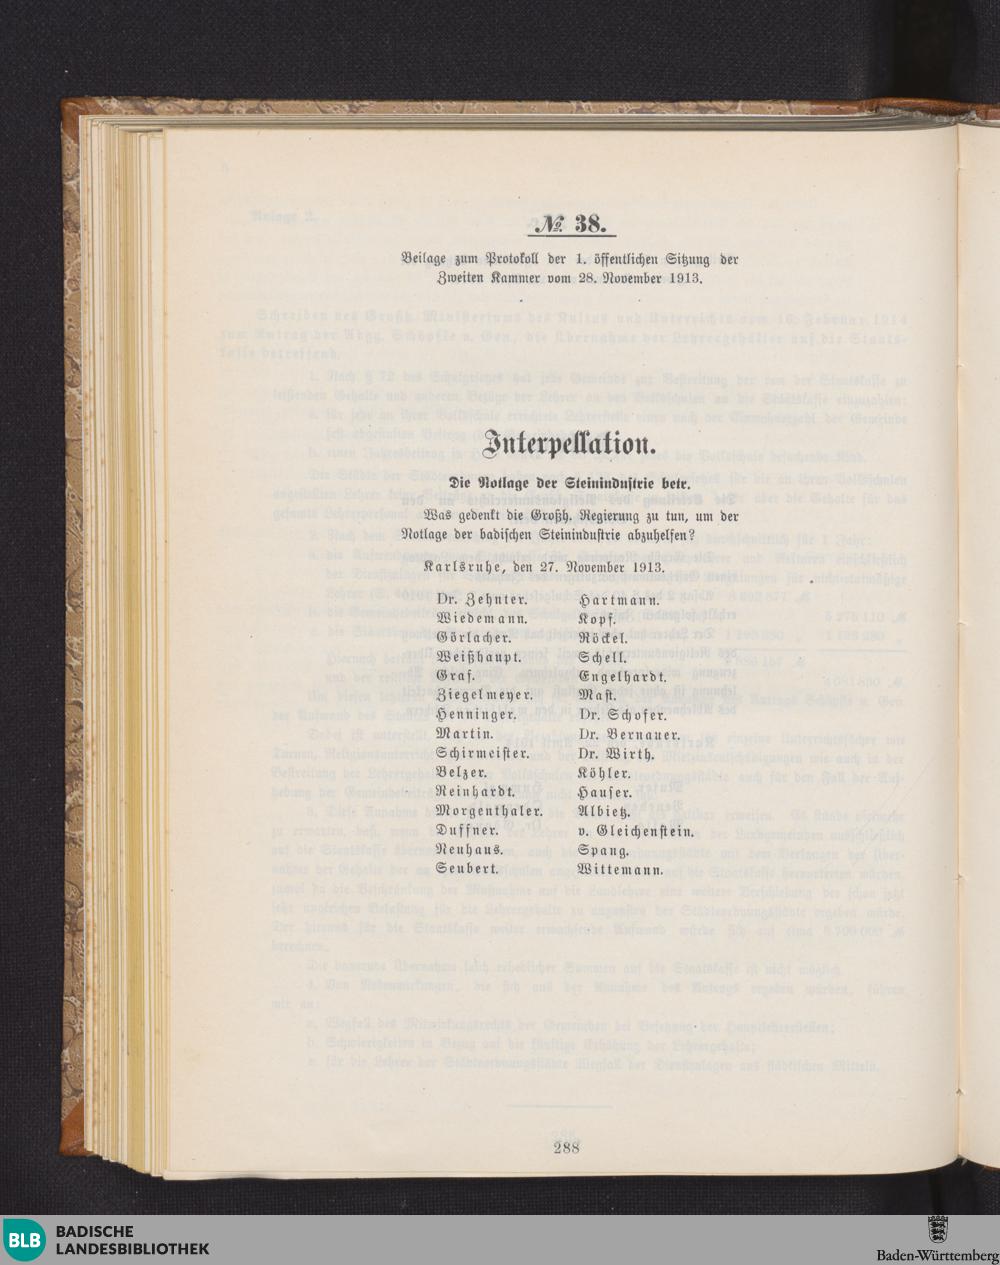 № 38.
Beilage zum Protokoll der 1. öffentlichen Sitzung der
Zweiten Kammer vom 28. November 1913.
Interpellation.
Die Notlage der Steinindustrie betr.
Was gedenkt die Großh. Regierung zu tun, um der
Notlage der badischen Steinindustrie abzuhelfen?
Karlsruhe, den 27. November 1913.
Dr. Zehnter. Hartmann.
Wiedemann. Kopf.
Görlacher. Röckel.
Weißhaupt. Schell.
Graf. Engelhardt.
Ziegelmeyer. Mast.
Henninger. Dr. Schofer.
Martin. Dr. Bernauer.
Schirmeister. Dr. Wirth.
Belzer. Köhler.
Reinhardt. Hauser.
Morgenthaler. Albietz.
Duffner. v. Gleichenstein.
Neuhaus. Spang.
Seubert. Wittemann.
288
BLB BADISCHE
LANDESBIBLIOTHEK
Baden-Württemberg